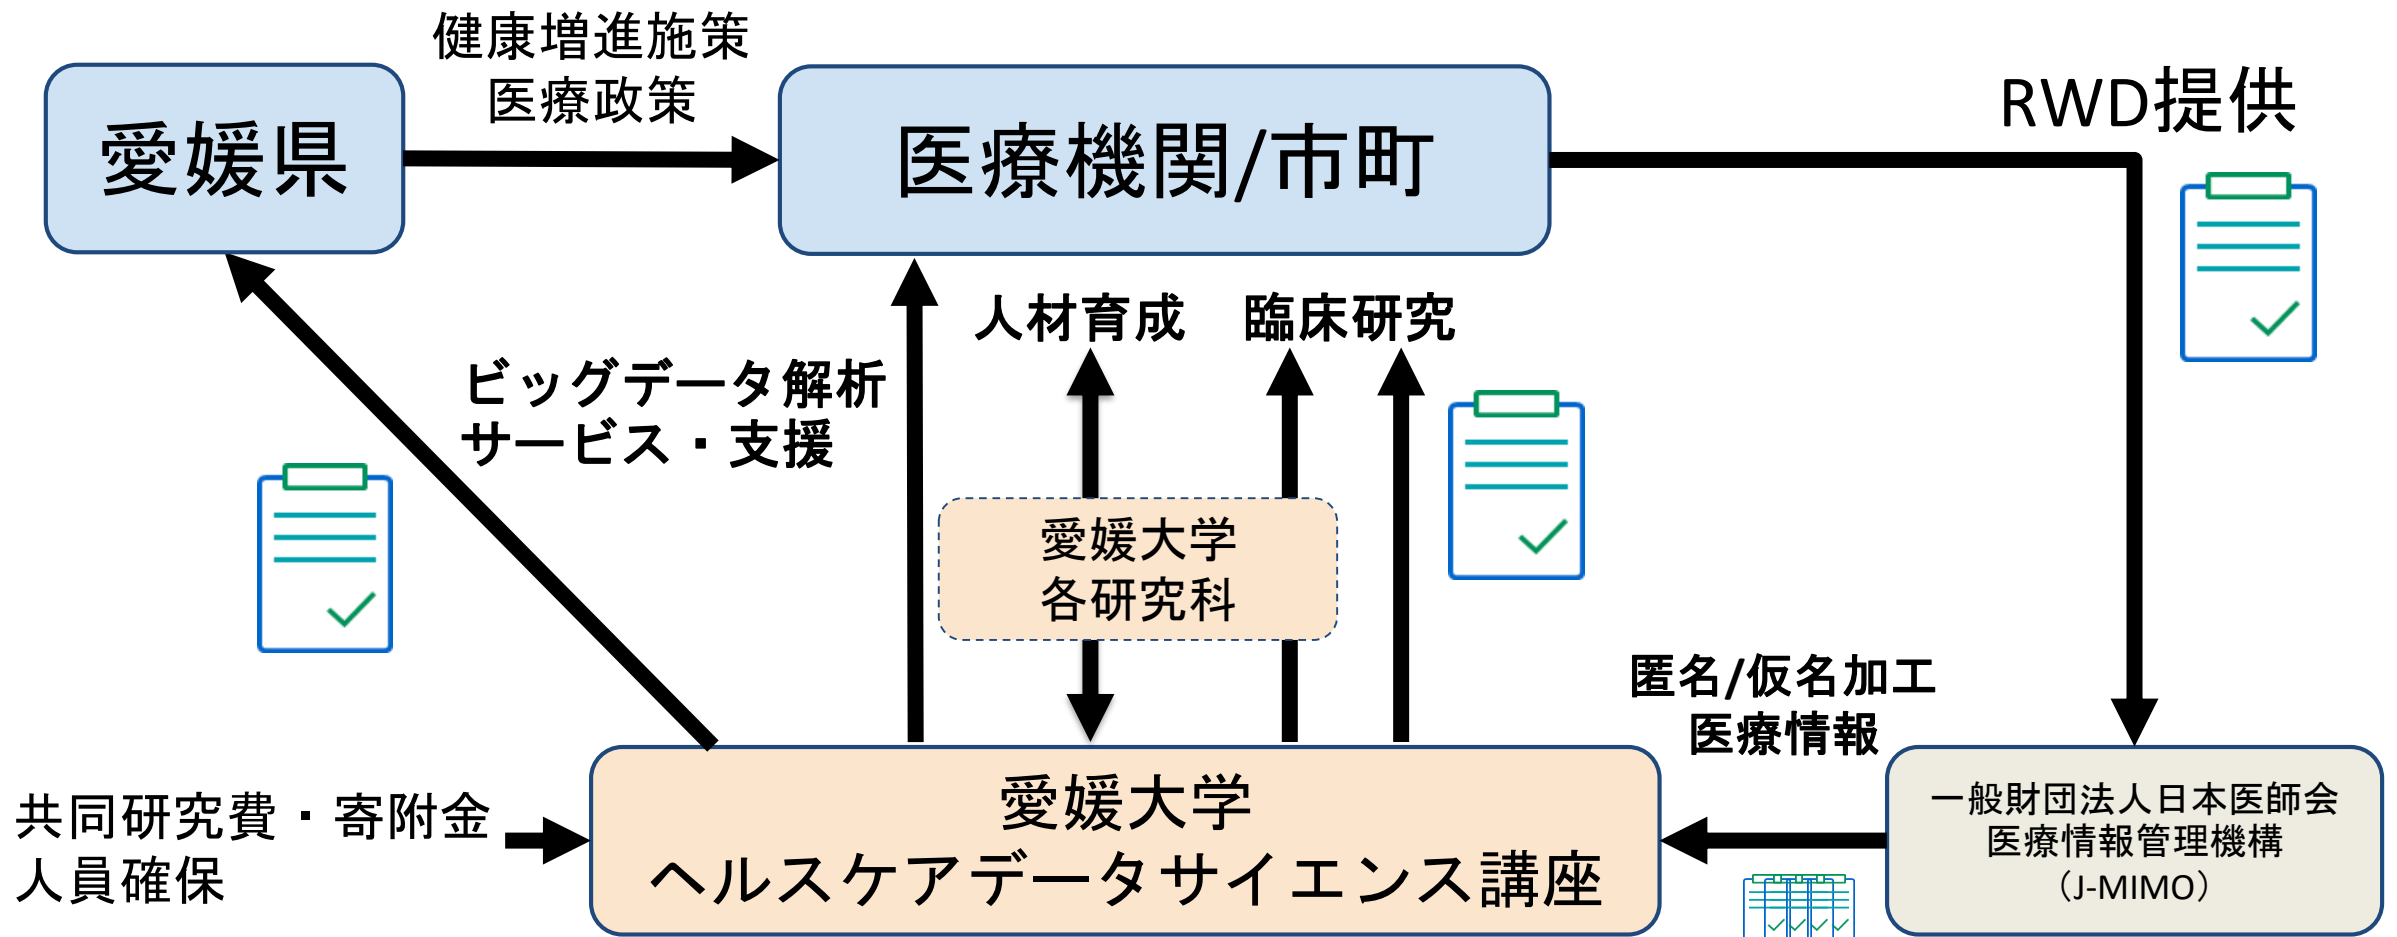 健康増進施策
医療政策
愛媛県
医療機関/市町
RWD提供
人材育成
臨床研究
ビッグデータ解析
サービス・支援
愛媛大学
各研究科
匿名/仮名加工
医療情報
共同研究費・寄附金
人員確保
愛媛大学
ヘルスケアデータサイエンス講座
一般財団法人日本医師会
医療情報管理機構
（J-MIMO）